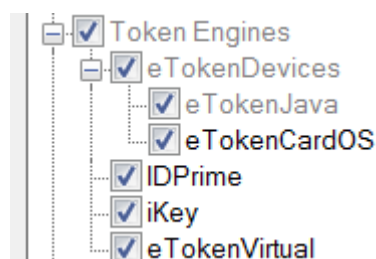 Token Engines
eTokenDevices
eTokenJava
eTokenCardOS
IDPrime
iKey
eTokenVirtual